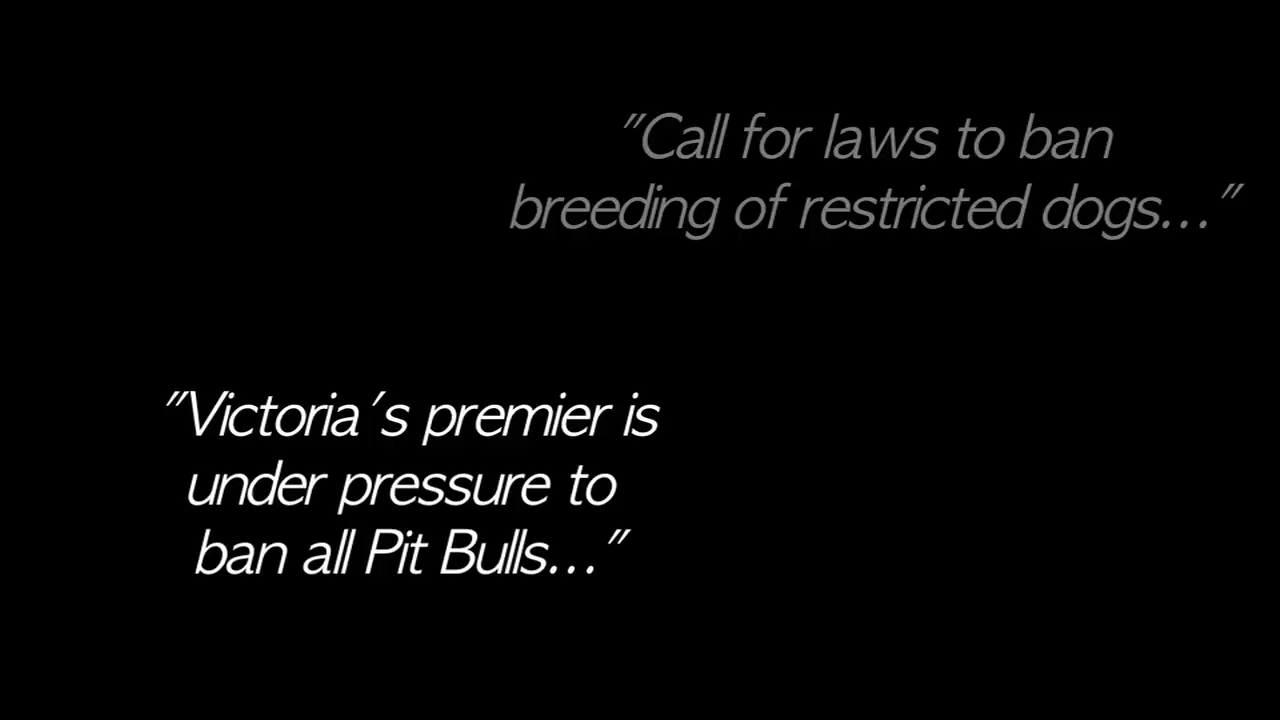 "Call for laws to ban
breeding of restricted dogs..."
"Victoria's premier is
under pressure to
ban all Pit Bulls..."